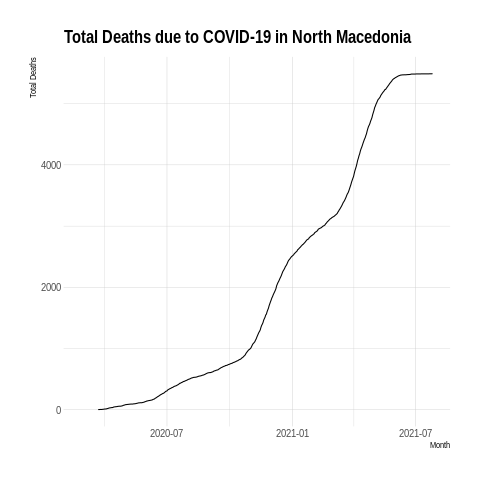 Total Deaths due to COVID-19 in North Macedonia
Total Deaths
4000
2000
0
2020-07
2021-01
2021-07
Month